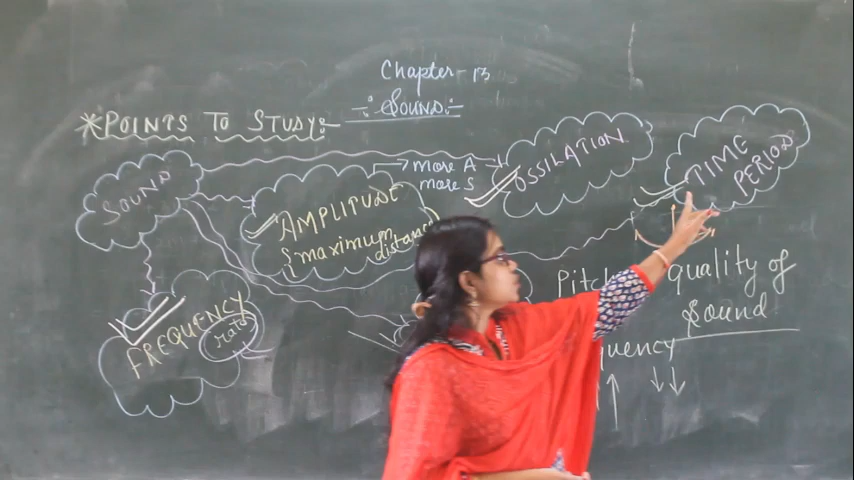 Chapter - 13
-:- SOUND:-
*POINTS TO STUDY:-
SOUND
→ more A
more S
OSSILATION
TIME
PERIOD
AMPLITUDE
maximum
distance
FREQUENCY
rate
Pitch quality of
Sound